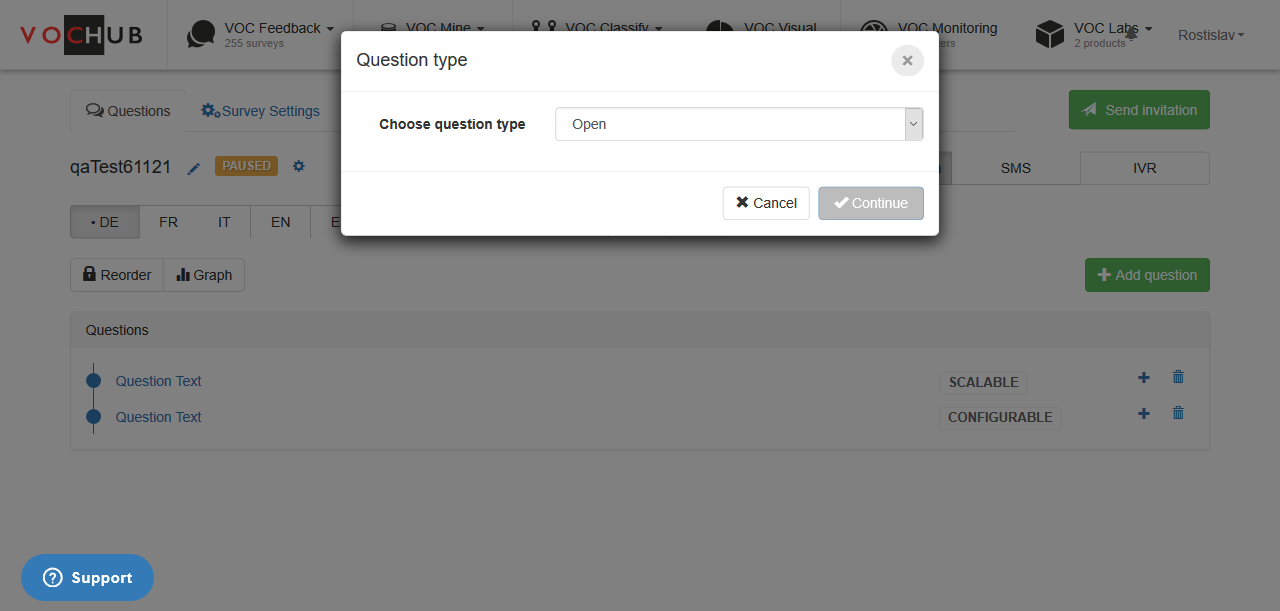 VOCHUB
VOC Feedback
255 surveys
VOC Mine
VOC Classify
VOC Visual
VOC Monitoring
VOC Labs
2 products
Rostislav
Question type
Choose question type
Open
Cancel
Continue
Questions
Survey Settings
Send invitation
qaTest61121
PAUSED
SMS
IVR
• DE
FR
IT
EN
Reorder
Graph
Add question
Questions
Question Text
SCALABLE
Question Text
CONFIGURABLE
Support